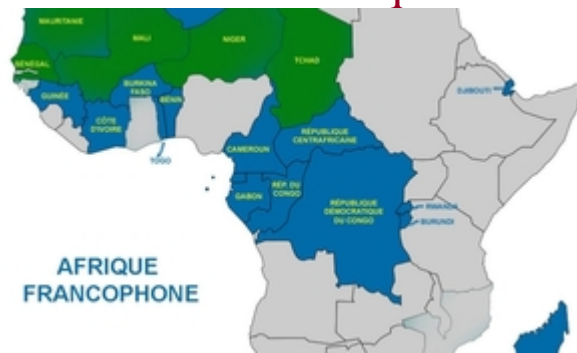 MAURITANIE
MALI
NIGER
TCHAD
SÉNÉGAL
GUINÉE
BURKINA
FASO
BÉNIN
CÔTE
D'IVOIRE
TOGO
DJIBOUTI
CAMEROUN
RÉPUBLIQUE
CENTRAFRICAINE
GABON
RÉP. DU
CONGO
RÉPUBLIQUE
DÉMOCRATIQUE
DU CONGO
RWANDA
BURUNDI
AFRIQUE
FRANCOPHONE